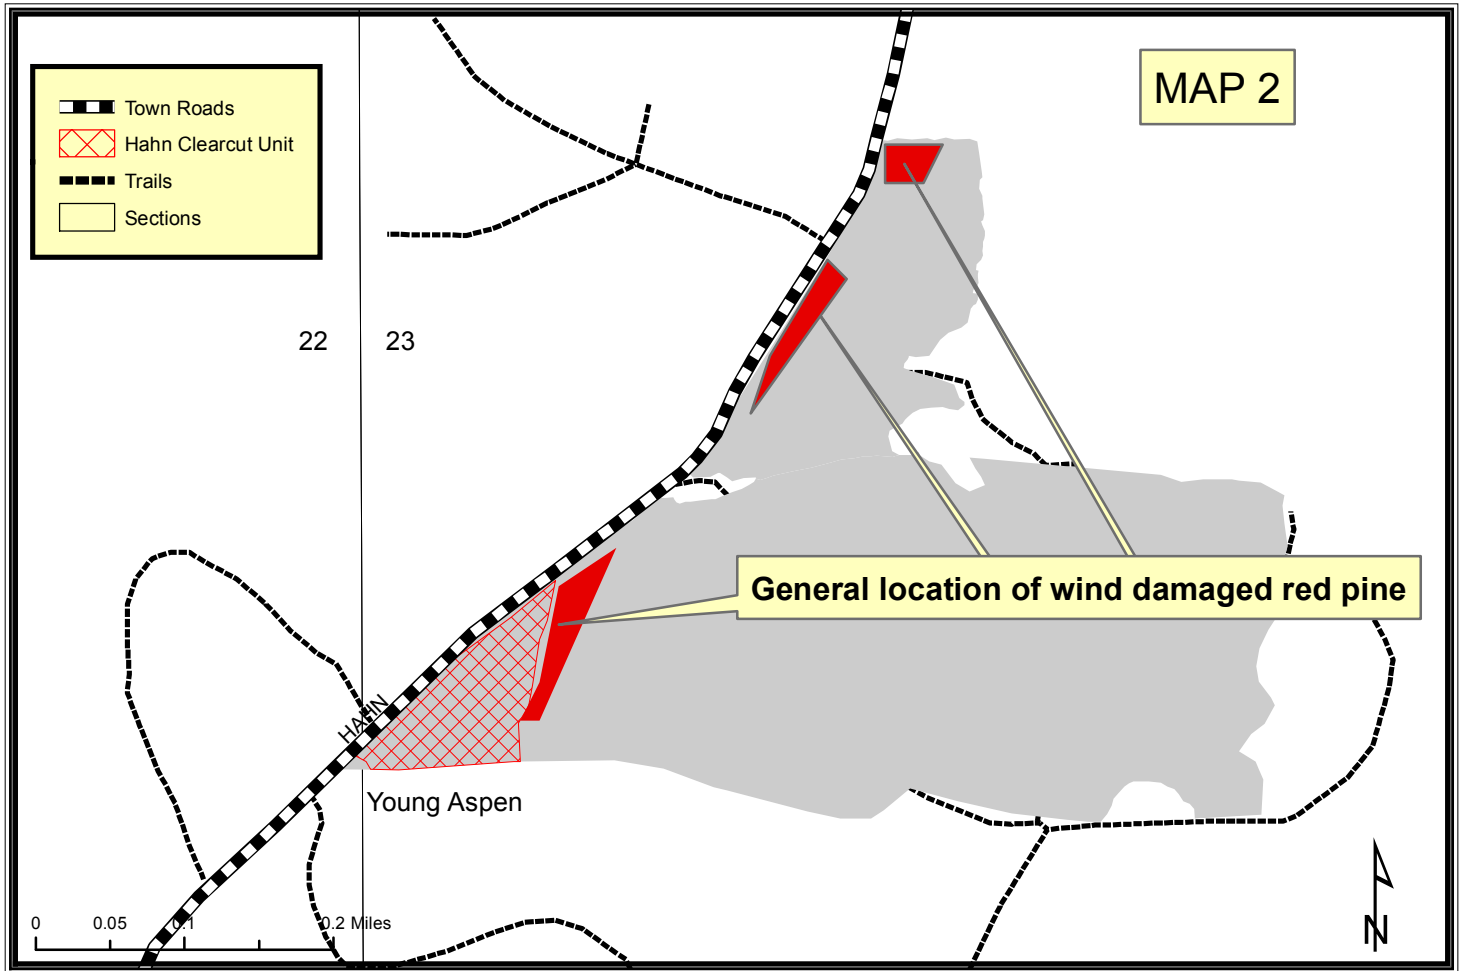 MAP 2
Town Roads
Hahn Clearcut Unit
Trails
Sections
22 23
General location of wind damaged red pine
HAHN
Young Aspen
0 0.05 0.1 0.2 Miles
N